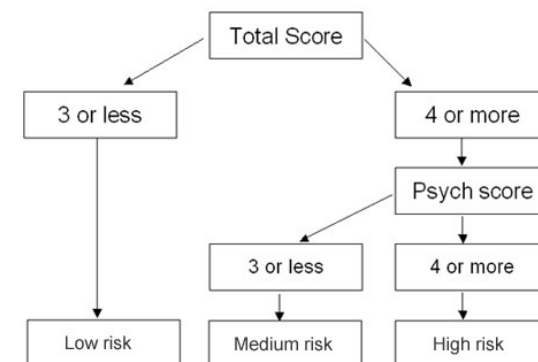 Total Score
3 or less
4 or more
Psych score
3 or less
4 or more
Low risk
Medium risk
High risk